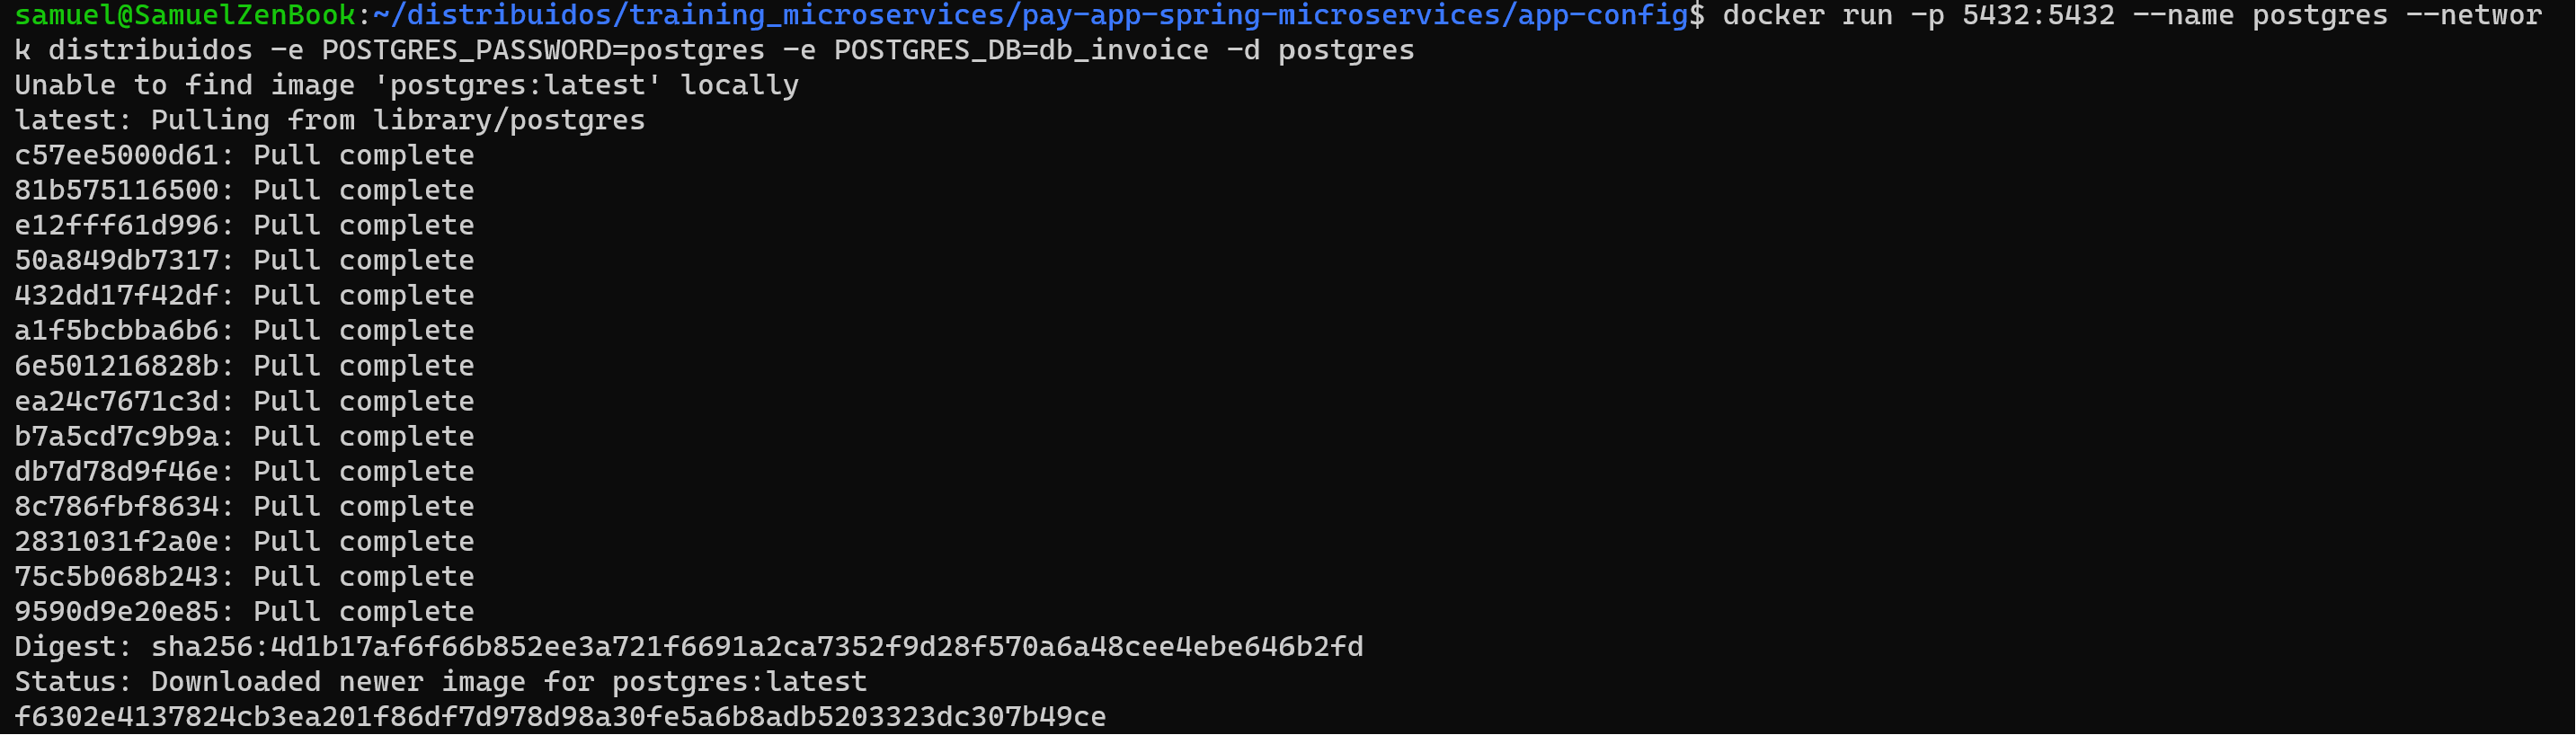 samuel@SamuelZenBook:~/distribuidos/training_microservices/pay-app-spring-microservices/app-config$ docker run -p 5432:5432 --name postgres --networ
k distribuidos -e POSTGRES_PASSWORD=postgres -e POSTGRES_DB=db_invoice -d postgres
Unable to find image 'postgres:latest' locally
latest: Pulling from library/postgres
c57ee5000d61: Pull complete
81b575116500: Pull complete
e12fff61d996: Pull complete
50a849db7317: Pull complete
432dd17f42df: Pull complete
a1f5bcbba6b6: Pull complete
6e501216828b: Pull complete
ea24c7671c3d: Pull complete
b7a5cd7c9b9a: Pull complete
db7d78d9f46e: Pull complete
8c786fbf8634: Pull complete
2831031f2a0e: Pull complete
75c5b068b243: Pull complete
9590d9e20e85: Pull complete
Digest: sha256:4d1b17af6f66b852ee3a721f6691a2ca7352f9d28f570a6a48cee4ebe646b2fd
Status: Downloaded newer image for postgres:latest
f6302e4137824cb3ea201f86df7d978d98a30fe5a6b8adb5203323dc307b49ce